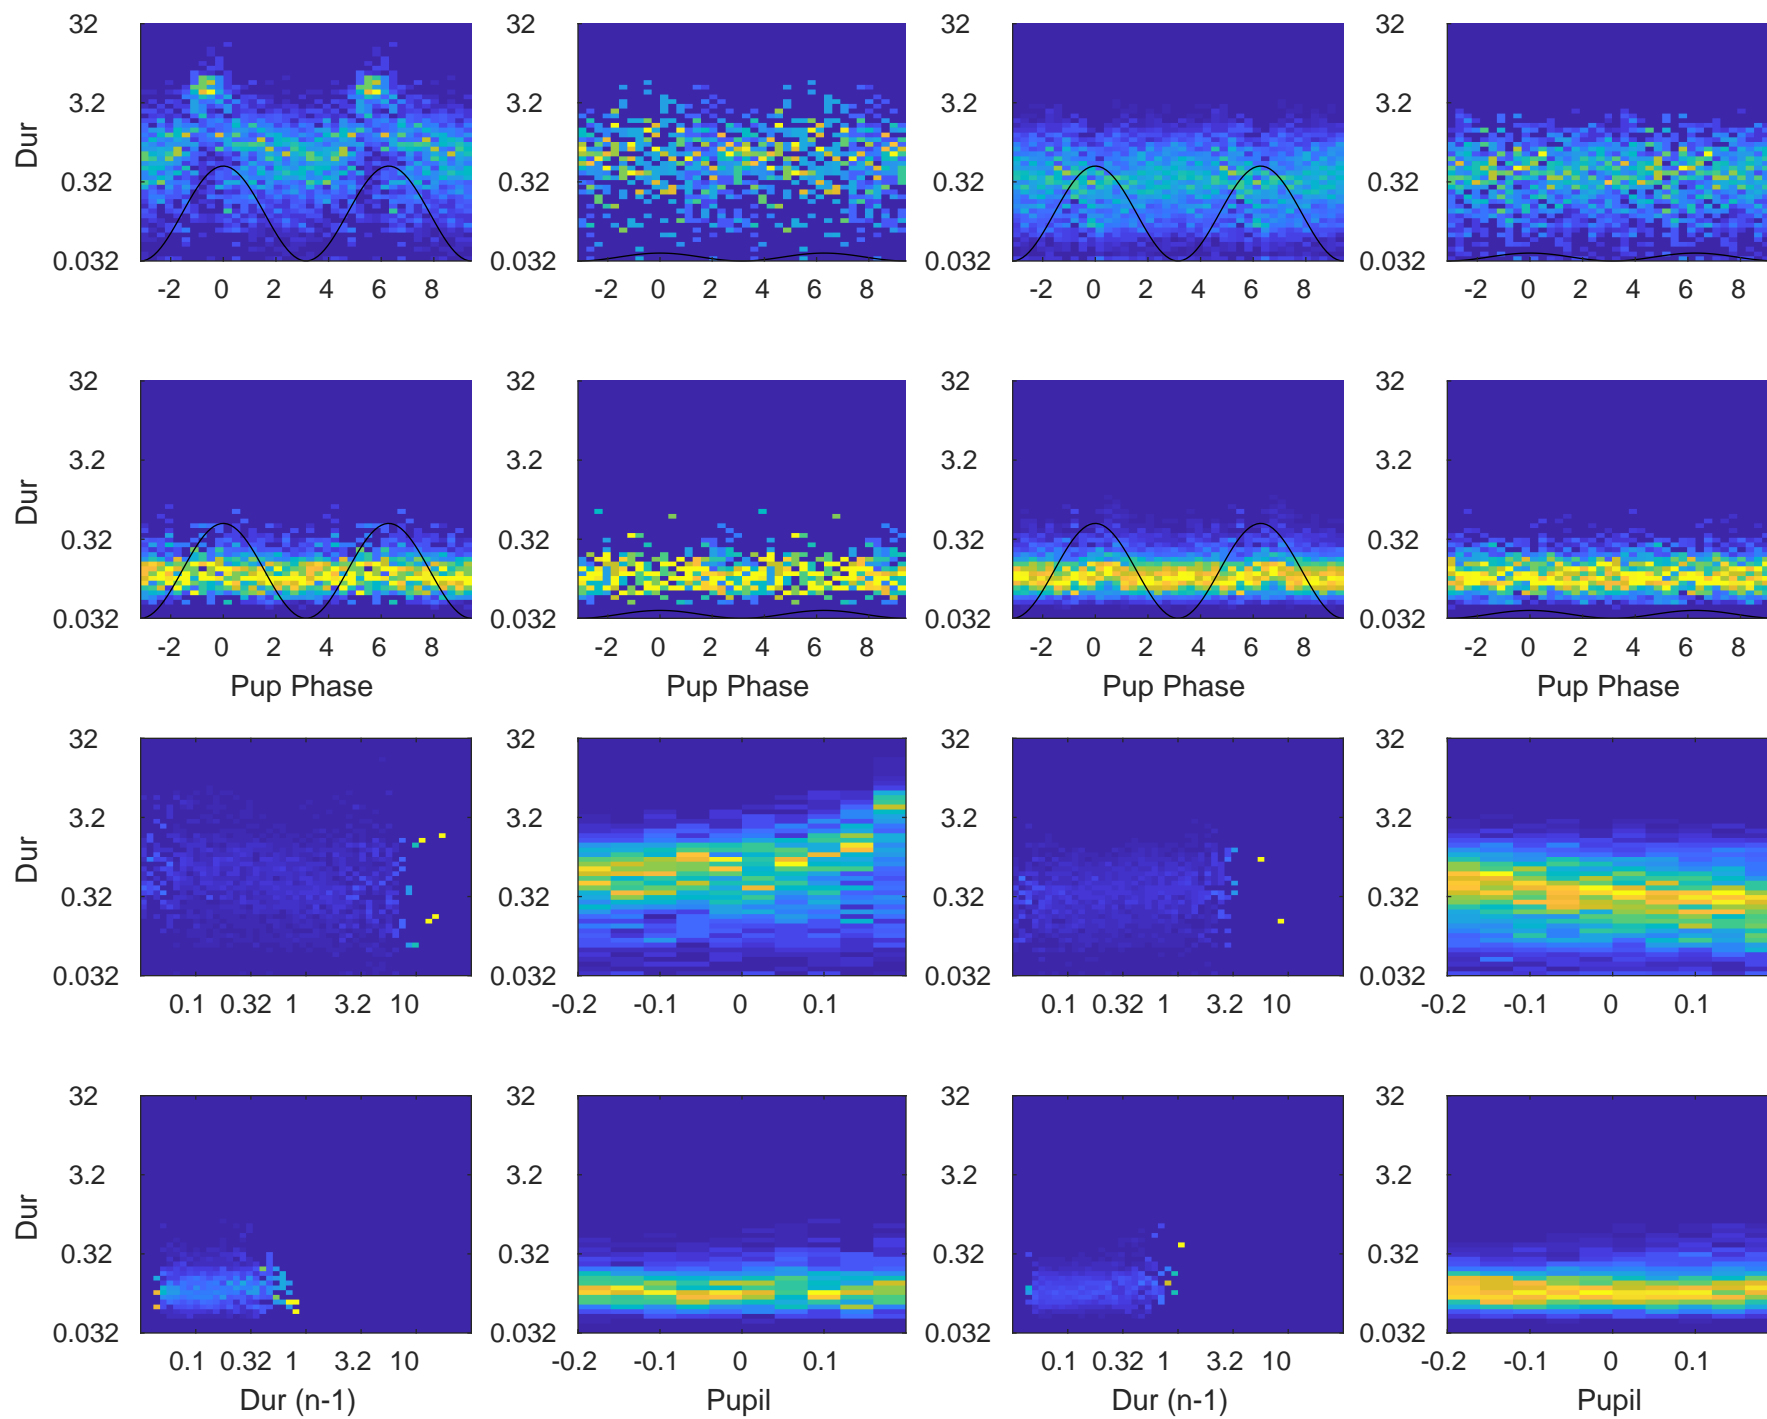 32 32 32 32
3.2 3.2 3.2 3.2
Dur
0.32 0.32 0.32 0.32
0.032 0.032 0.032 0.032
-2 0 2 4 6 8 -2 0 2 4 6 8 -2 0 2 4 6 8 -2 0 2 4 6 8
32 32 32 32
3.2 3.2 3.2 3.2
Dur
0.32 0.32 0.32 0.32
0.032 0.032 0.032 0.032
-2 0 2 4 6 8 -2 0 2 4 6 8 -2 0 2 4 6 8 -2 0 2 4 6 8
Pup Phase Pup Phase Pup Phase Pup Phase
32 32 32 32
3.2 3.2 3.2 3.2
Dur
0.32 0.32 0.32 0.32
0.032 0.032 0.032 0.032
0.1 0.32 1 3.2 10 -0.2 -0.1 0 0.1 0.1 0.32 1 3.2 10 -0.2 -0.1 0 0.1
32 32 32 32
3.2 3.2 3.2 3.2
Dur
0.32 0.32 0.32 0.32
0.032 0.032 0.032 0.032
0.1 0.32 1 3.2 10 -0.2 -0.1 0 0.1 0.1 0.32 1 3.2 10 -0.2 -0.1 0 0.1
Dur (n-1) Pupil Dur (n-1) Pupil